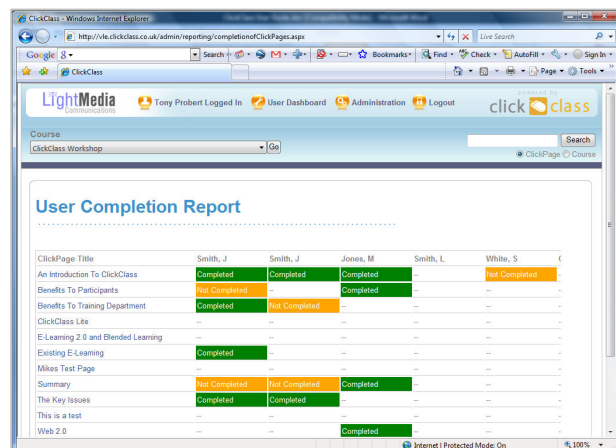 ClickClass - Windows Internet Explorer
http://vle.clickclass.co.uk/admin/reporting/completionofClickPages.aspx Live Search
Google Search Bookmarks Find Check AutoFill Sign In
ClickClass Page Tools
LightMedia Communications Tony Probert Logged In User Dashboard Administration Logout powered by click class
Course
ClickClass Workshop Go Search
ClickPage Course
User Completion Report
ClickPage Title Smith, J Smith, J Jones, M Smith, L White, S
An Introduction To ClickClass Completed Completed Completed -- Not Completed
Benefits To Participants Not Completed -- Completed -- --
Benefits To Training Department Completed Not Completed -- -- --
ClickClass Lite -- -- -- -- --
E-Learning 2.0 and Blended Learning -- -- -- -- --
Existing E-Learning Completed -- -- -- --
Mikes Test Page -- -- -- -- --
Summary Not Completed Not Completed Completed -- --
The Key Issues Completed Completed -- -- --
This is a test -- -- -- -- --
Web 2.0 -- -- Completed -- --
Internet | Protected Mode: On 100%